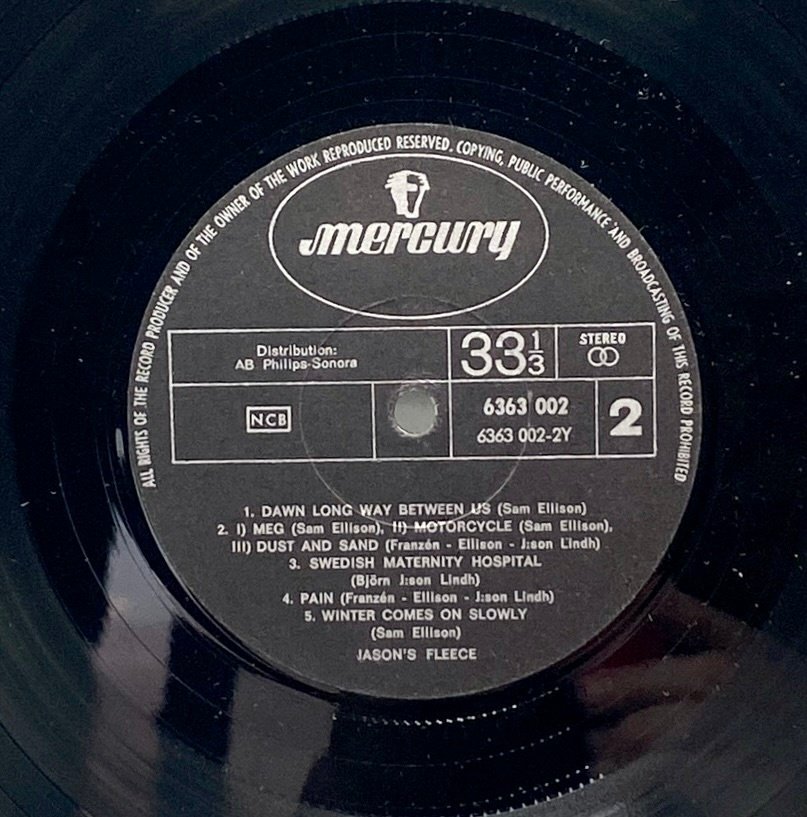 ALL RIGHTS OF THE RECORD PRODUCER AND OF THE OWNER OF THE WORK REPRODUCED RESERVED. COPYING, PUBLIC PERFORMANCE AND BROADCASTING OF THIS RECORD PROHIBITED
mercury
Distribution:
AB Philips-Sonora
33 1/3
STEREO
NCB
6363 002
6363 002-2Y
2
1. DAWN LONG WAY BETWEEN US (Sam Ellison)
2. I) MEG (Sam Ellison), II) MOTORCYCLE (Sam Ellison),
III) DUST AND SAND (Franzén - Ellison - J:son Lindh)
3. SWEDISH MATERNITY HOSPITAL
(Björn J:son Lindh)
4. PAIN (Franzén - Ellison - J:son Lindh)
5. WINTER COMES ON SLOWLY
(Sam Ellison)
JASON'S FLEECE